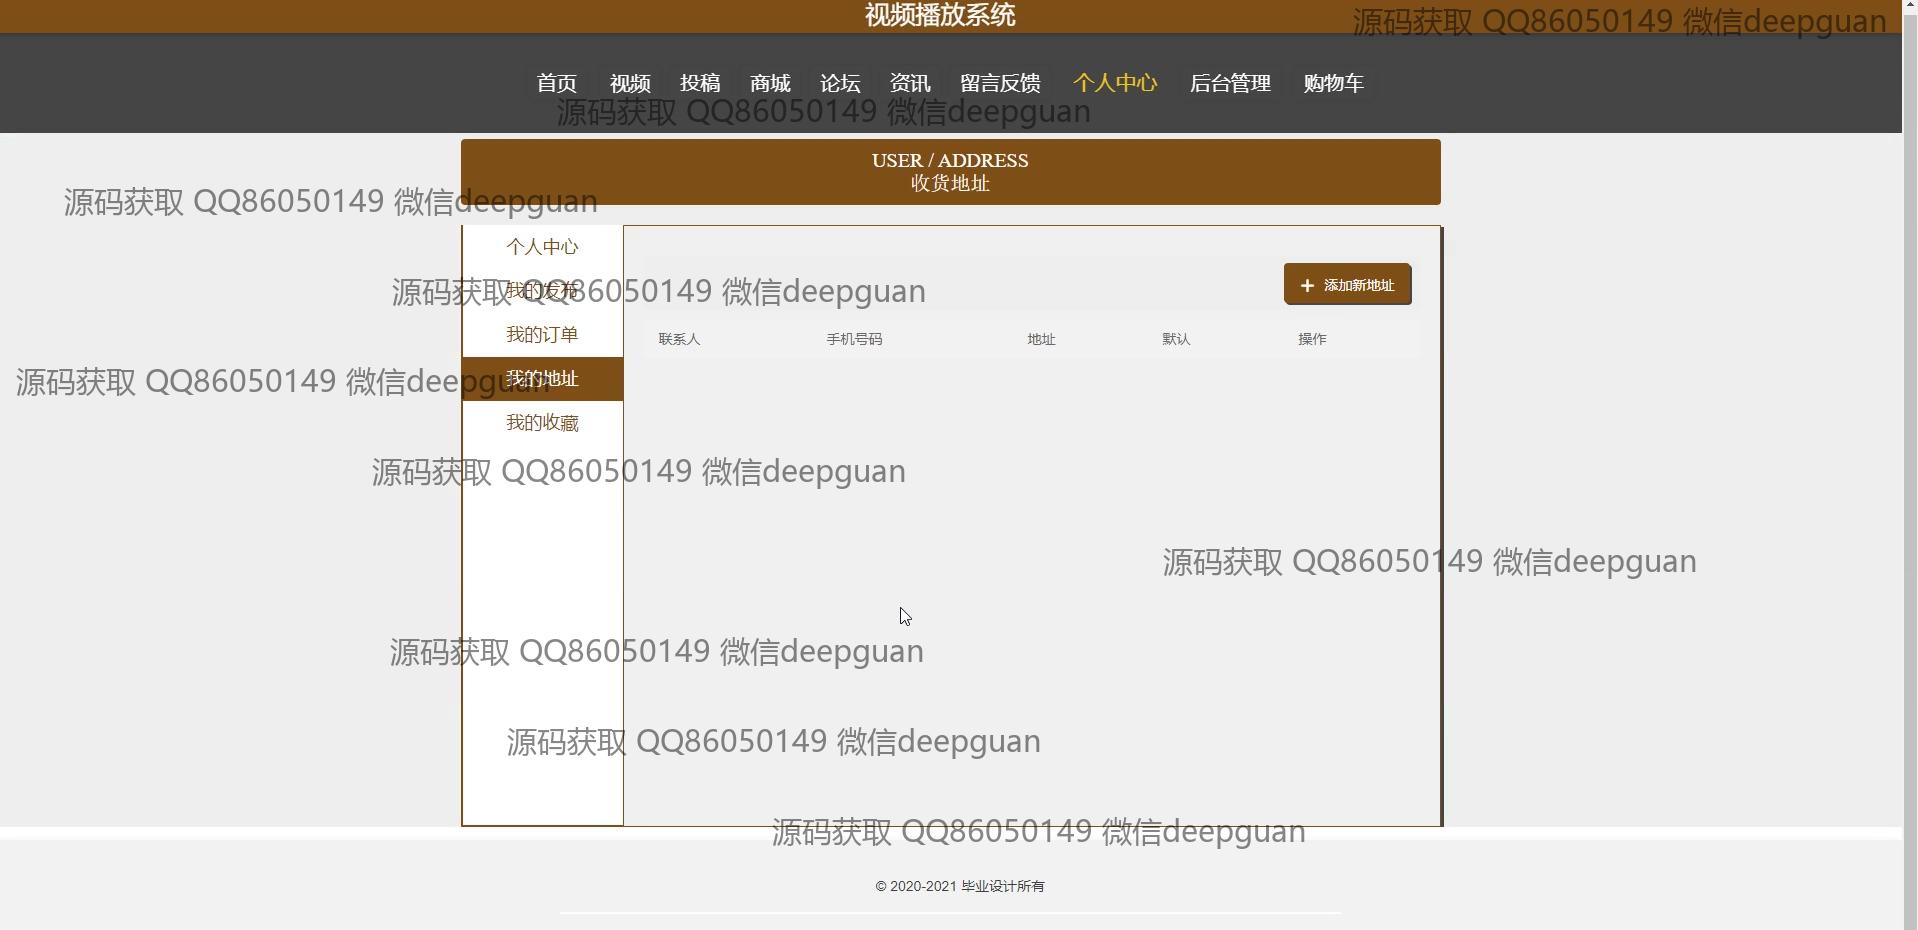 视频播放系统
源码获取 QQ86050149 微信deepguan
首页 视频 投稿 商城 论坛 资讯 留言反馈 个人中心 后台管理 购物车
源码获取 QQ86050149 微信deepguan
USER / ADDRESS
收货地址
源码获取 QQ86050149 微信deepguan
个人中心
我的发布
源码获取 QQ86050149 微信deepguan
添加新地址
我的订单
联系人 手机号码 地址 默认 操作
我的地址
源码获取 QQ86050149 微信deepguan
我的收藏
源码获取 QQ86050149 微信deepguan
源码获取 QQ86050149 微信deepguan
源码获取 QQ86050149 微信deepguan
源码获取 QQ86050149 微信deepguan
源码获取 QQ86050149 微信deepguan
© 2020-2021 毕业设计所有